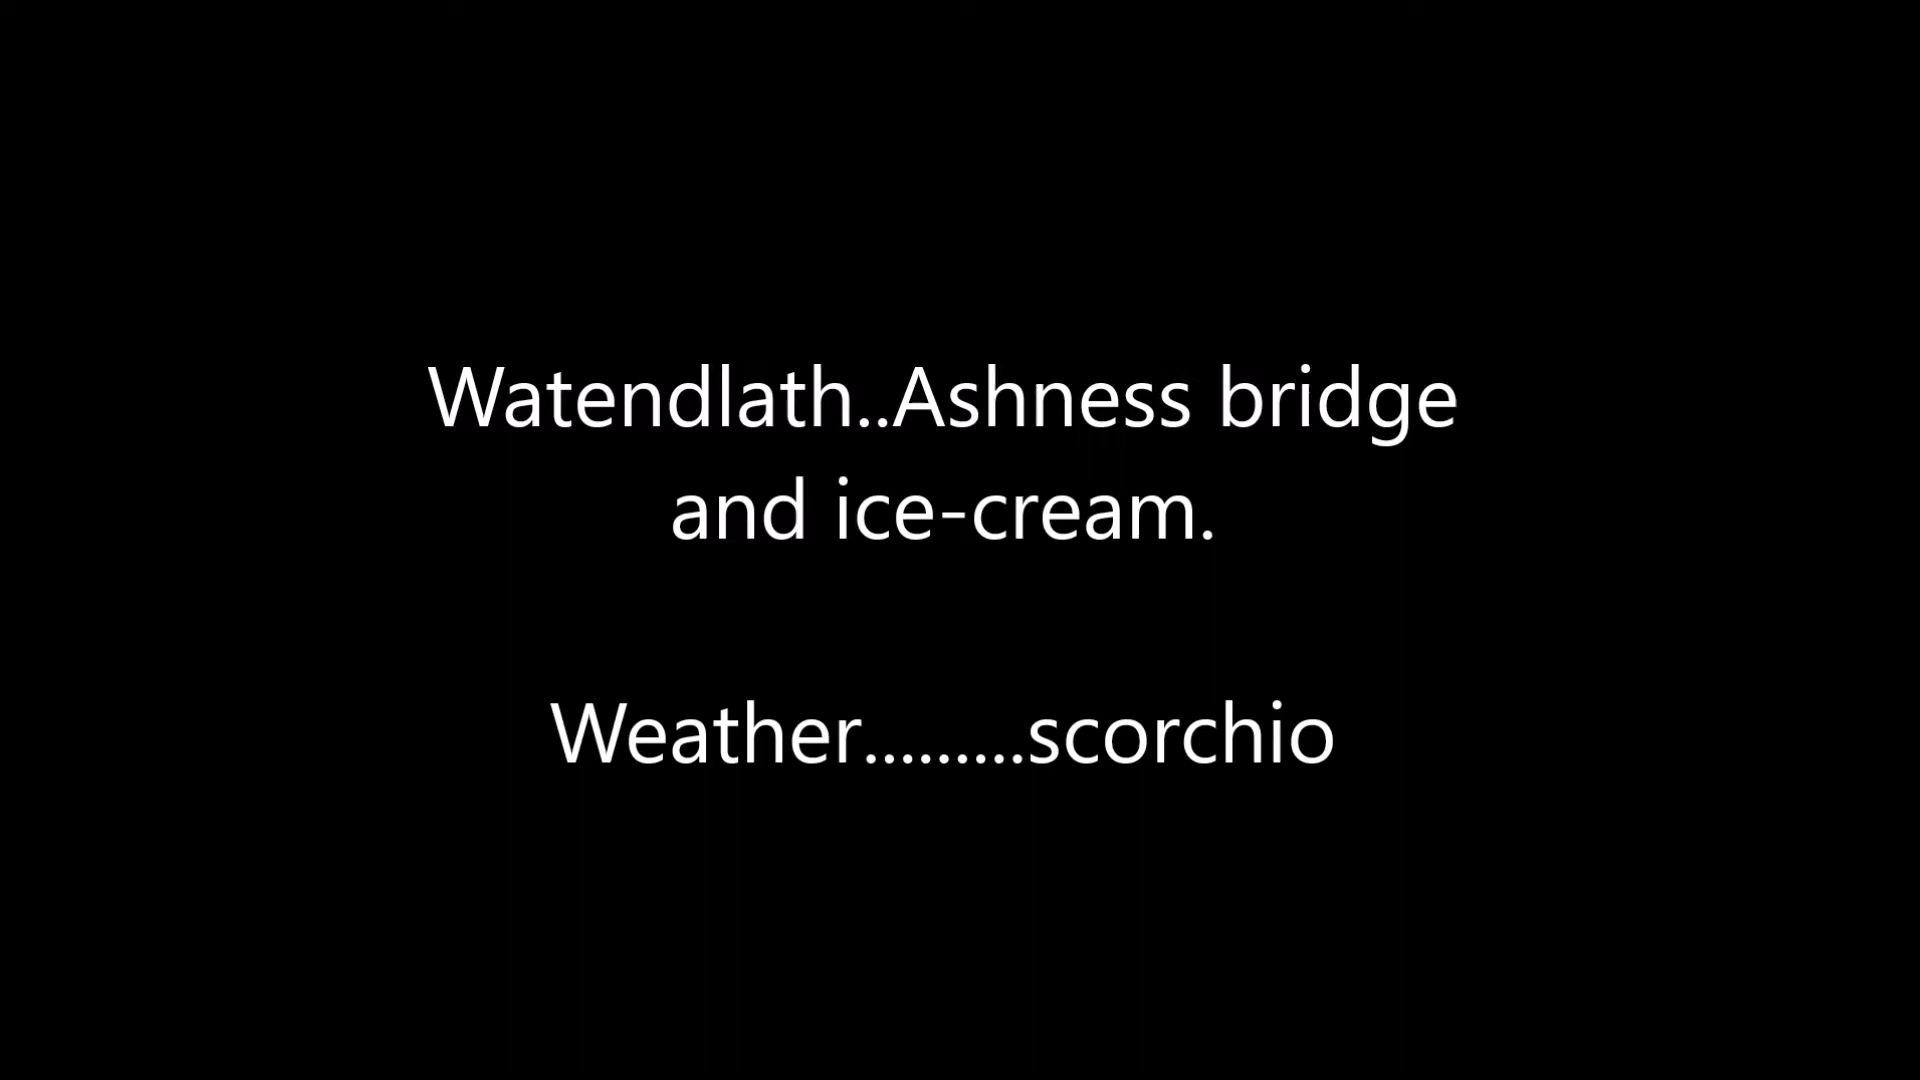 Watendlath..Ashness bridge
and ice-cream.
Weather.........scorchio